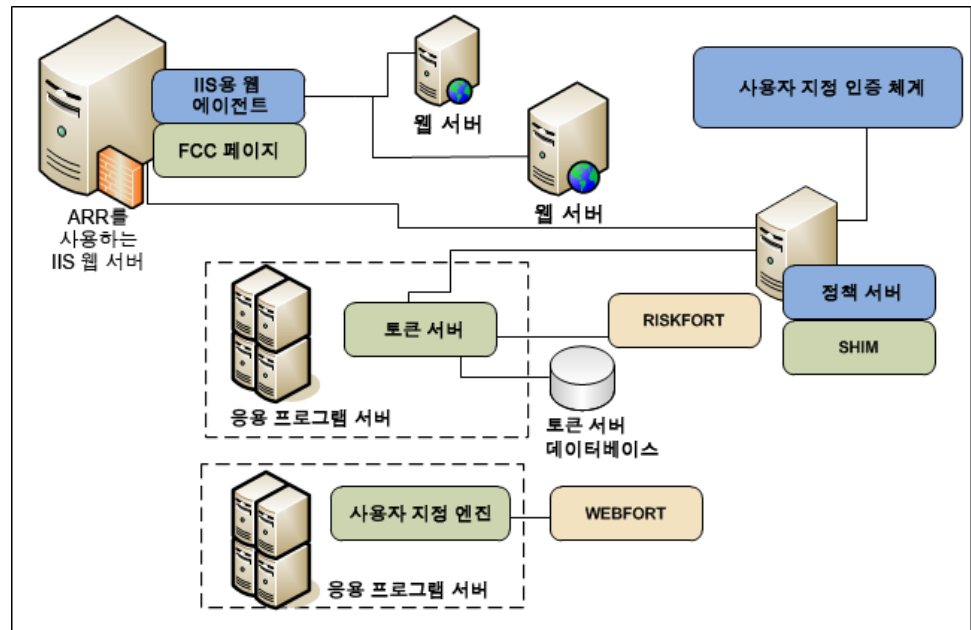 IIS용 웹
에이전트
FCC 페이지
ARR를
사용하는
IIS 웹 서버
웹 서버
웹 서버
사용자 지정 인증 체계
정책 서버
SHIM
토큰 서버
RISKFORT
응용 프로그램 서버
토큰 서버
데이터베이스
사용자 지정 엔진
WEBFORT
응용 프로그램 서버